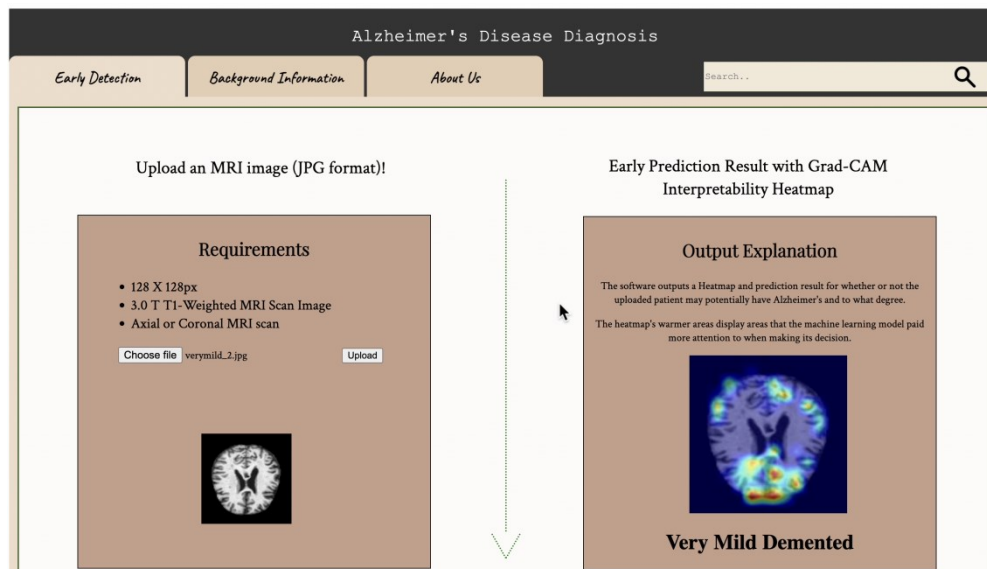 Alzheimer's Disease Diagnosis
Early Detection
Background Information
About Us
Search..
Upload an MRI image (JPG format)!
Requirements
• 128 X 128px
• 3.0 T T1-Weighted MRI Scan Image
• Axial or Coronal MRI scan
Choose file verymild_2.jpg
Upload
Early Prediction Result with Grad-CAM
Interpretability Heatmap
Output Explanation
The software outputs a Heatmap and prediction result for whether or not the
uploaded patient may potentially have Alzheimer's and to what degree.
The heatmap's warmer areas display areas that the machine learning model paid
more attention to when making its decision.
Very Mild Demented